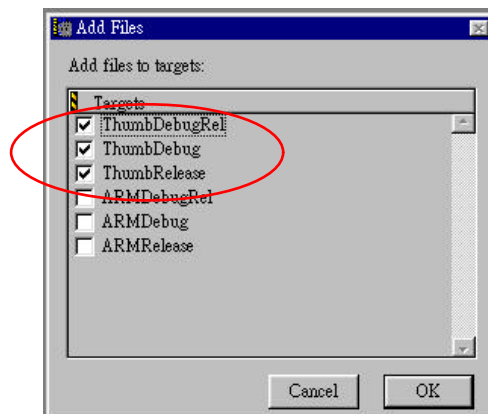 Add Files
Add files to targets:
Targets
ThumbDebugRel
ThumbDebug
ThumbRelease
ARMDebugRel
ARMDebug
ARMRelease
Cancel OK